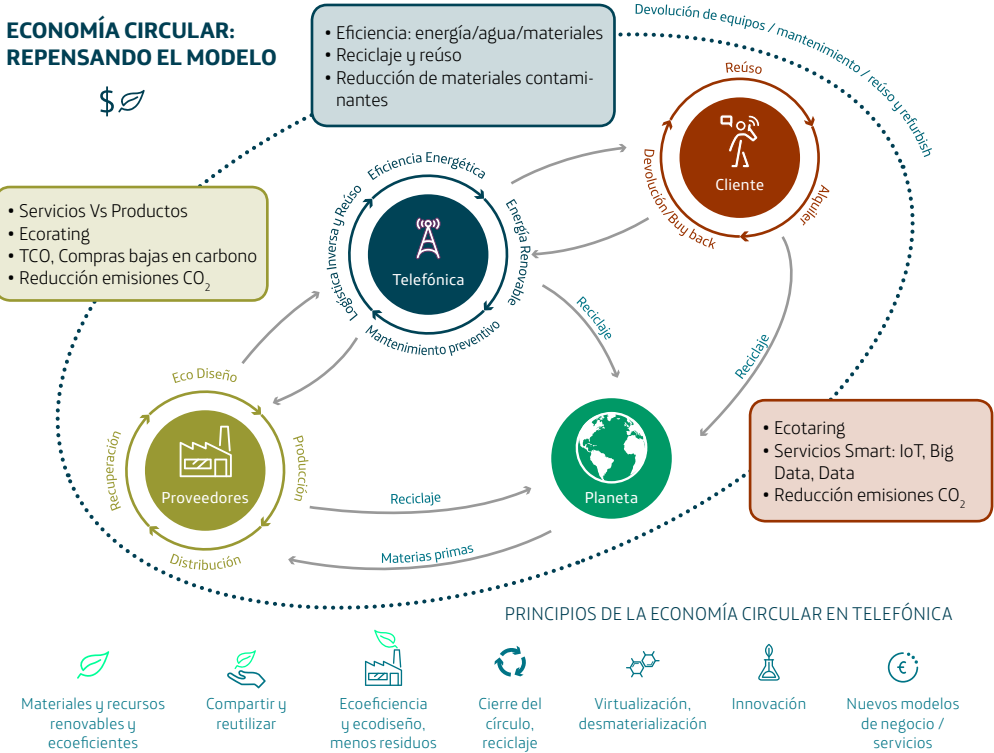 ECONOMÍA CIRCULAR:
REPENSANDO EL MODELO
$
• Eficiencia: energía/agua/materiales
• Reciclaje y reúso
• Reducción de materiales contami-
nantes
Devolución de equipos / mantenimiento / reúso y refurbish
Reúso
Alquiler
Devolución/Buy back
Cliente
• Servicios Vs Productos
• Ecorating
• TCO, Compras bajas en carbono
• Reducción emisiones CO₂
Eficiencia Energética
Energía Renovable
Mantenimiento preventivo
Logística Inversa y Reúso
Telefónica
Reciclaje
Reciclaje
Eco Diseño
Producción
Distribución
Recuperación
Proveedores
Reciclaje
Materias primas
Planeta
• Ecotaring
• Servicios Smart: IoT, Big
Data, Data
• Reducción emisiones CO₂
PRINCIPIOS DE LA ECONOMÍA CIRCULAR EN TELEFÓNICA
Materiales y recursos
renovables y
ecoeficientes
Compartir y
reutilizar
Ecoeficiencia
y ecodiseño,
menos residuos
Cierre del
círculo,
reciclaje
Virtualización,
desmaterialización
Innovación
€
Nuevos modelos
de negocio /
servicios